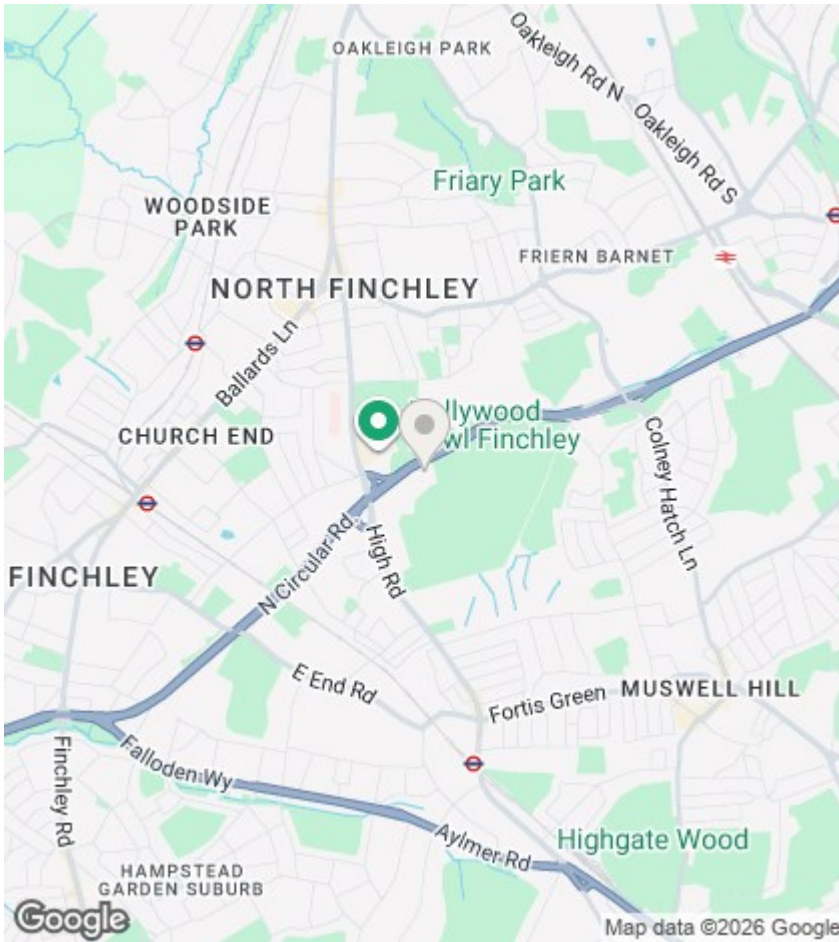 OAKLEIGH PARK
Oakleigh Rd N
Oakleigh Rd S
Friary Park
WOODSIDE
PARK
FRIERN BARNET
NORTH FINCHLEY
Ballards Ln
CHURCH END
Finchley
Colney Hatch Ln
FINCHLEY
N Circular Rd
High Rd
E End Rd
Fortis Green
MUSWELL HILL
Finchley Rd
Falloden Wy
Aylmer Rd
Highgate Wood
HAMPSTEAD
GARDEN SUBURB
Google
Map data ©2026 Google